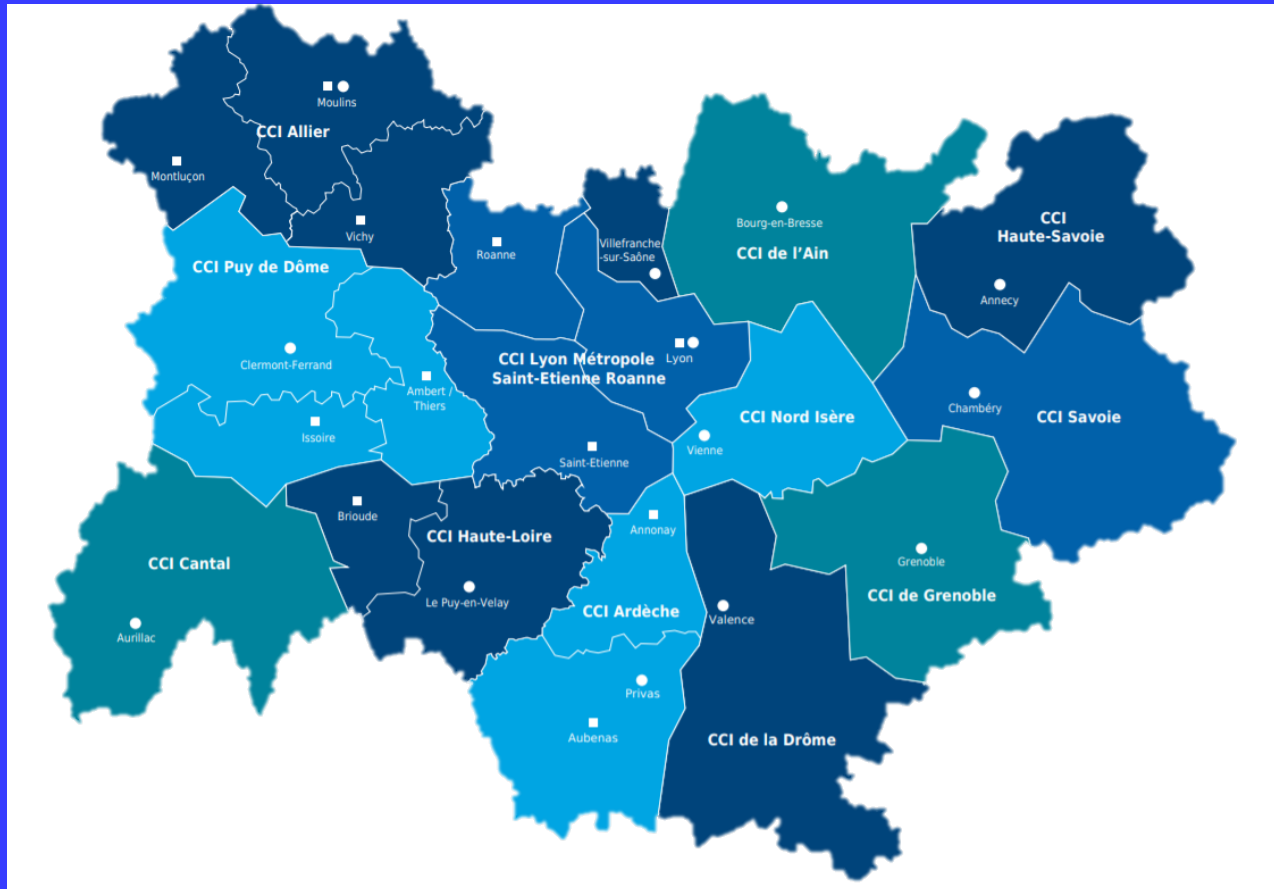 Moulins
CCI Allier
Montluçon
Vichy
CCI Puy de Dôme
Clermont-Ferrand
Ambert /
Thiers
Issoire
Roanne
Villefranche
-sur-Saône
CCI Lyon Métropole
Saint-Etienne Roanne
Lyon
Saint-Etienne
Bourg-en-Bresse
CCI de l’Ain
CCI
Haute-Savoie
Annecy
Chambéry
CCI Savoie
CCI Nord Isère
Vienne
CCI Cantal
Aurillac
Brioude
CCI Haute-Loire
Le Puy-en-Velay
Annonay
CCI Ardèche
Privas
Aubenas
Valence
CCI de la Drôme
Grenoble
CCI de Grenoble